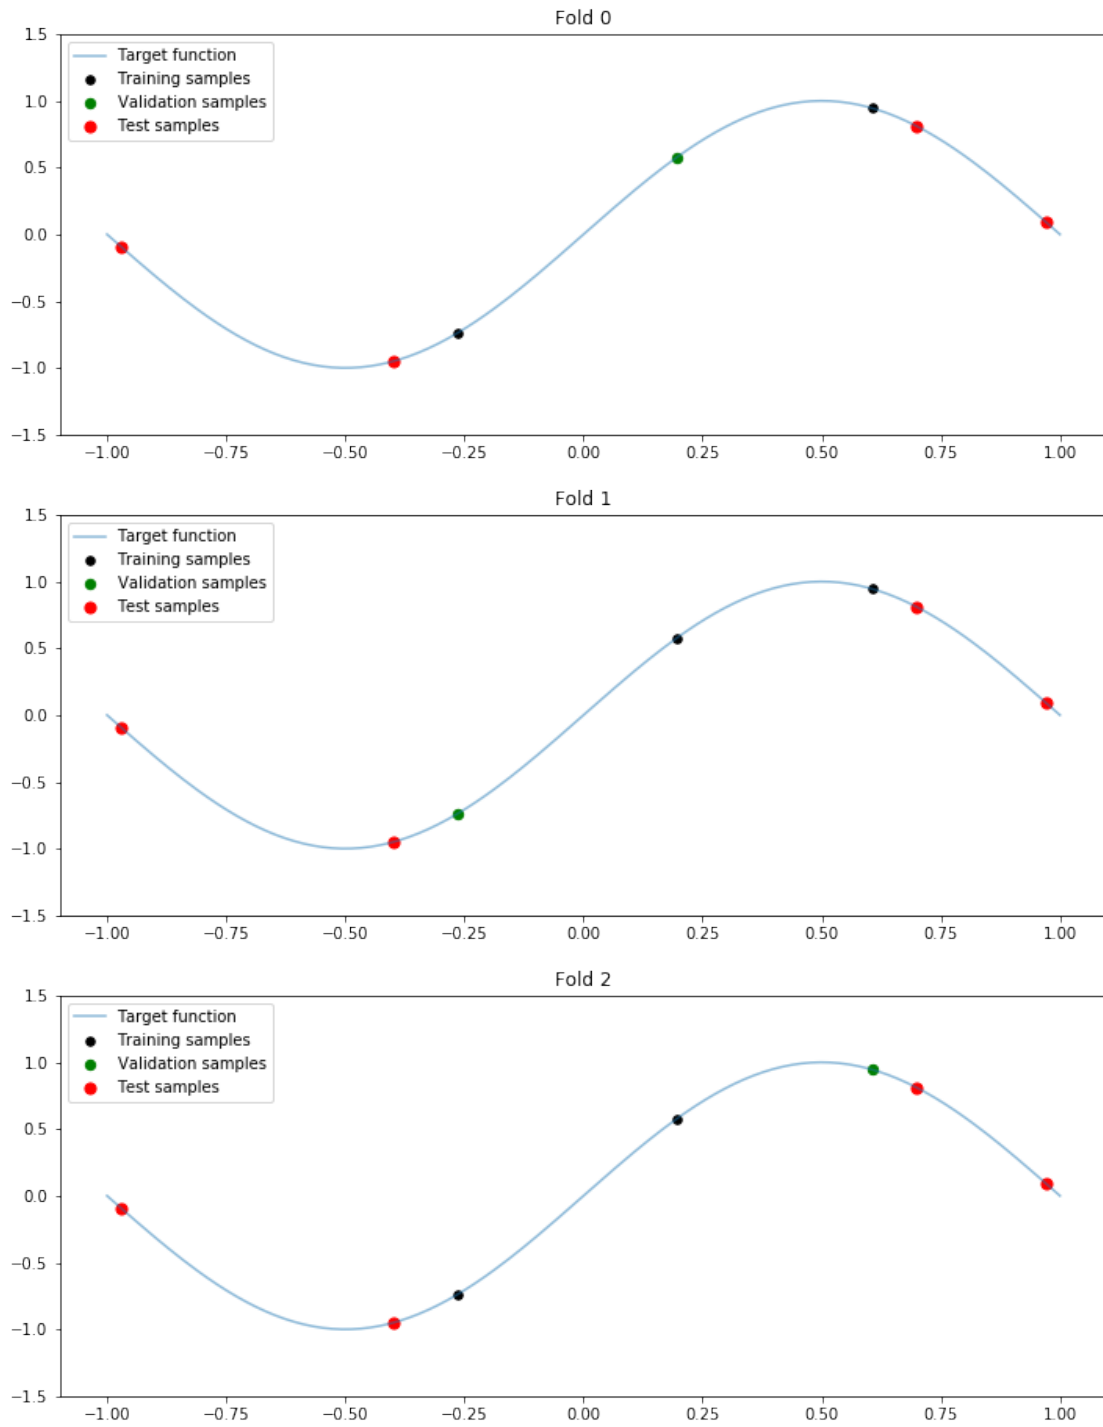 Fold 0
1.5
Target function
Training samples
Validation samples
Test samples
1.0
0.5
0.0
−0.5
−1.0
−1.5
−1.00 −0.75 −0.50 −0.25 0.00 0.25 0.50 0.75 1.00
Fold 1
1.5
Target function
Training samples
Validation samples
Test samples
1.0
0.5
0.0
−0.5
−1.0
−1.5
−1.00 −0.75 −0.50 −0.25 0.00 0.25 0.50 0.75 1.00
Fold 2
1.5
Target function
Training samples
Validation samples
Test samples
1.0
0.5
0.0
−0.5
−1.0
−1.5
−1.00 −0.75 −0.50 −0.25 0.00 0.25 0.50 0.75 1.00